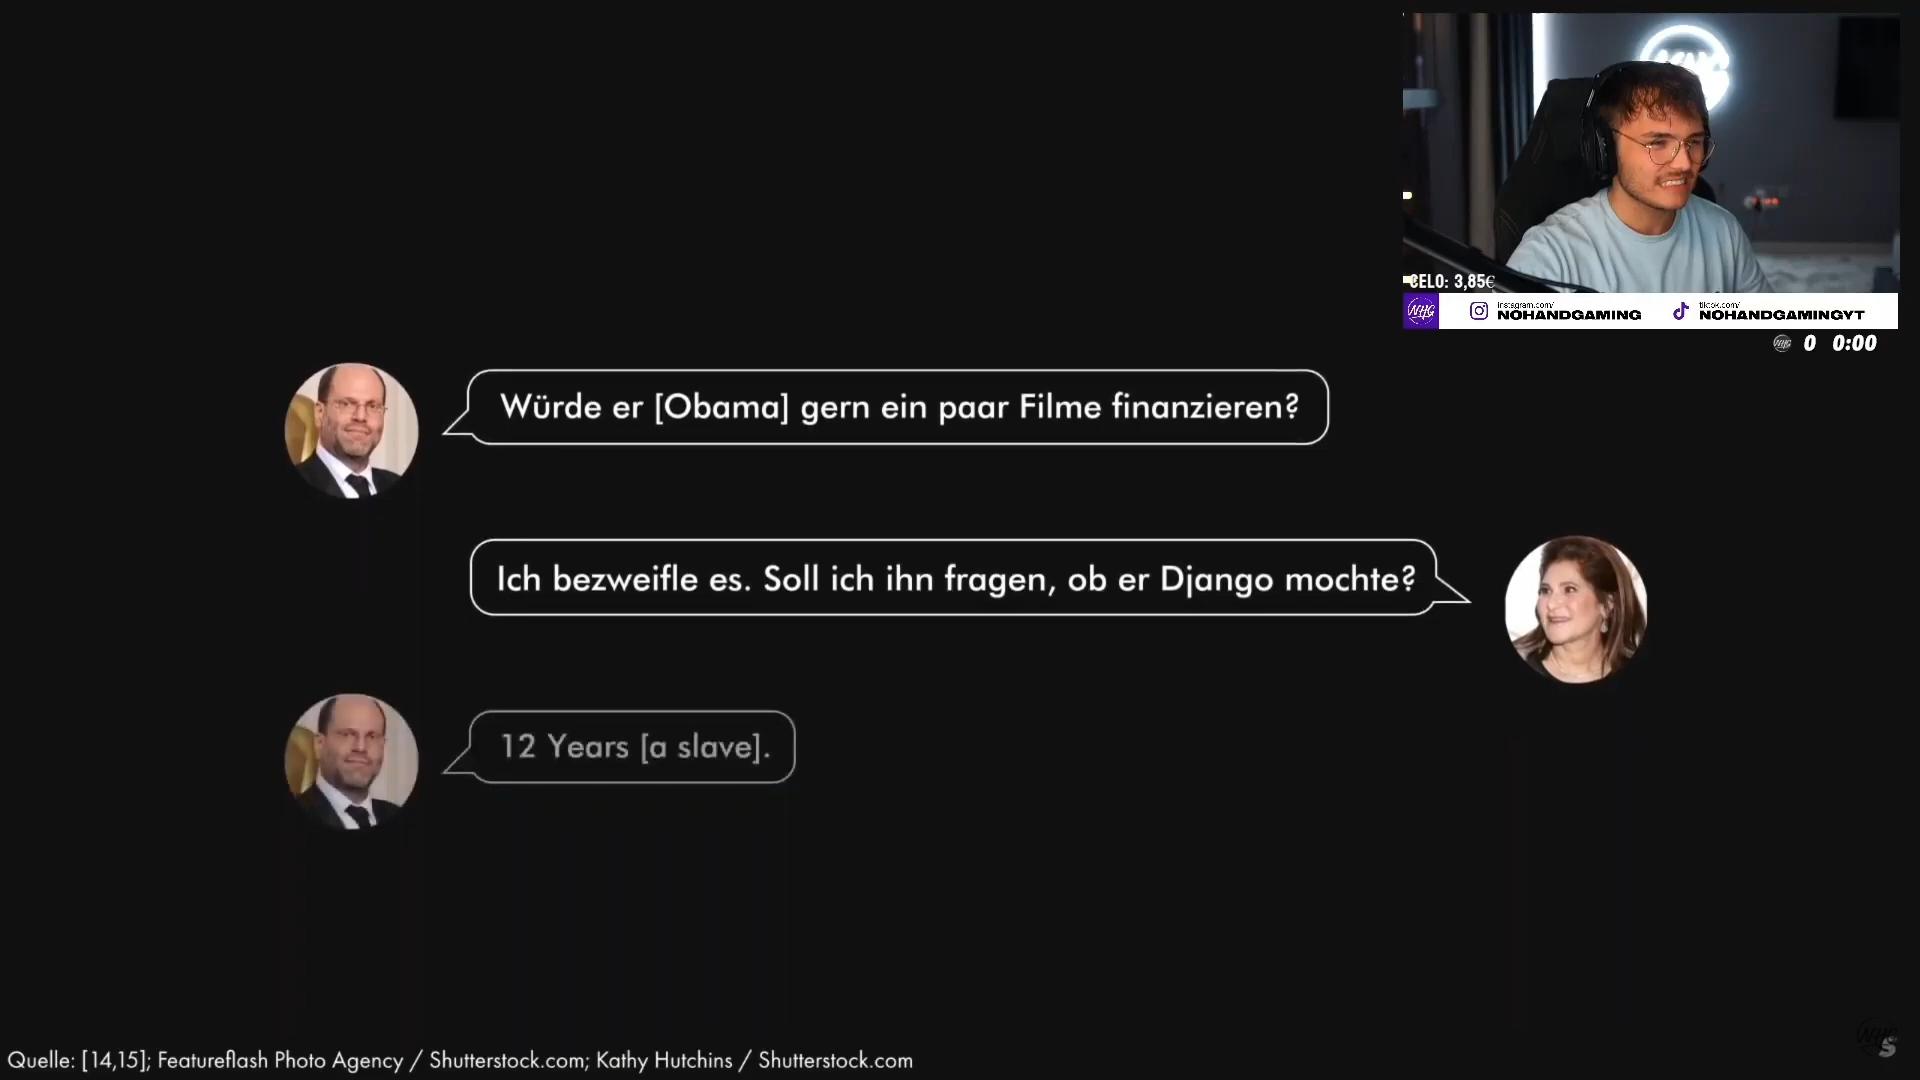 CELO: 3,85€
WHG
instagram.com/
NOHANDGAMING
tiktok.com/
NOHANDGAMINGYT
0 0:00
Würde er [Obama] gern ein paar Filme finanzieren?
Ich bezweifle es. Soll ich ihn fragen, ob er Django mochte?
12 Years [a slave].
Quelle: [14,15]; Featureflash Photo Agency / Shutterstock.com; Kathy Hutchins / Shutterstock.com